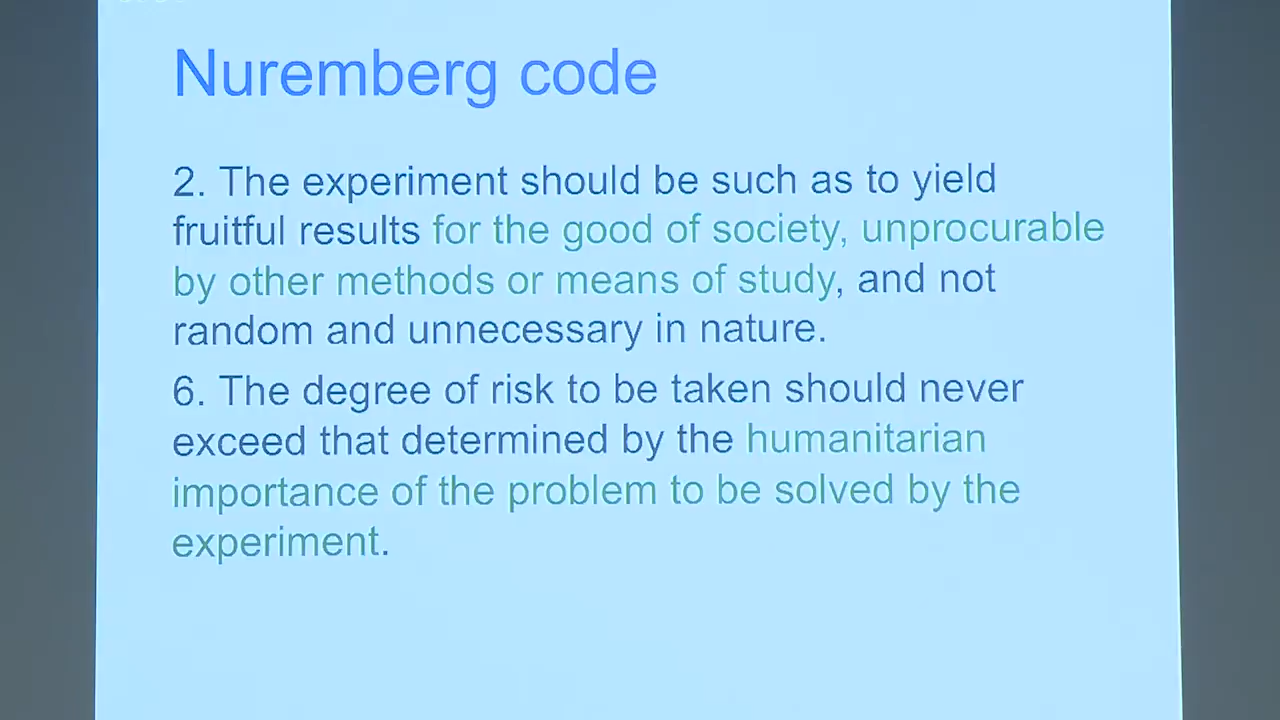 Nuremberg code
2. The experiment should be such as to yield
fruitful results for the good of society, unprocurable
by other methods or means of study, and not
random and unnecessary in nature.
6. The degree of risk to be taken should never
exceed that determined by the humanitarian
importance of the problem to be solved by the
experiment.